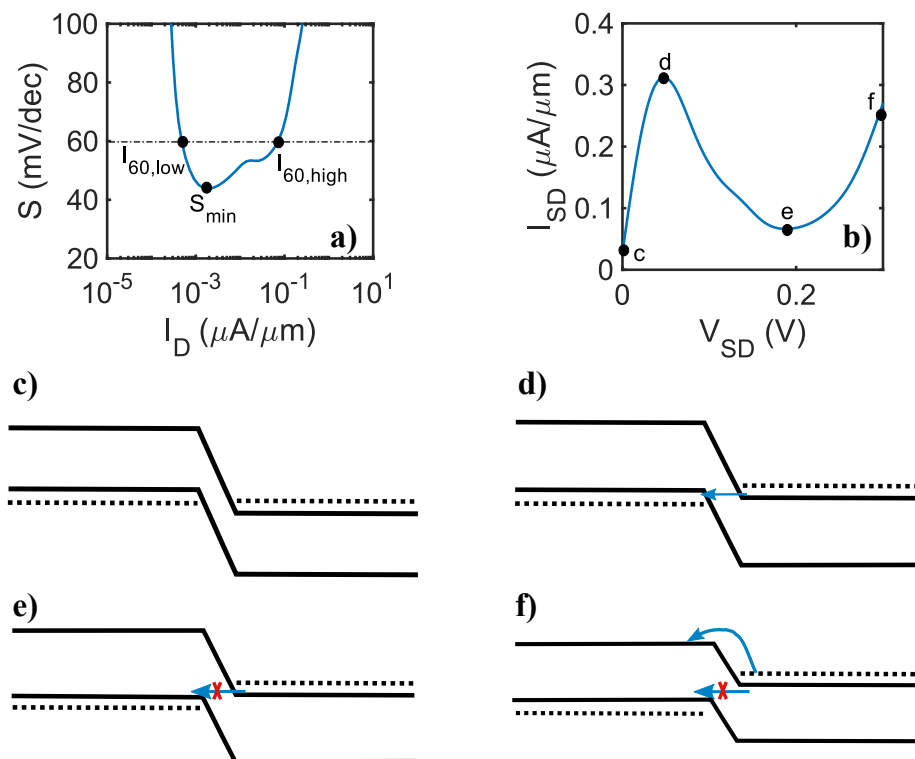 100
80
60
40
20
S (mV/dec)
I60,low
I60,high
Smin
a)
10-5
10-3
10-1
101
ID (μA/μm)
0.4
0.3
0.2
0.1
0
ISD (μA/μm)
d
f
c
e
b)
0
0.2
VSD (V)
c)
d)
e)
f)